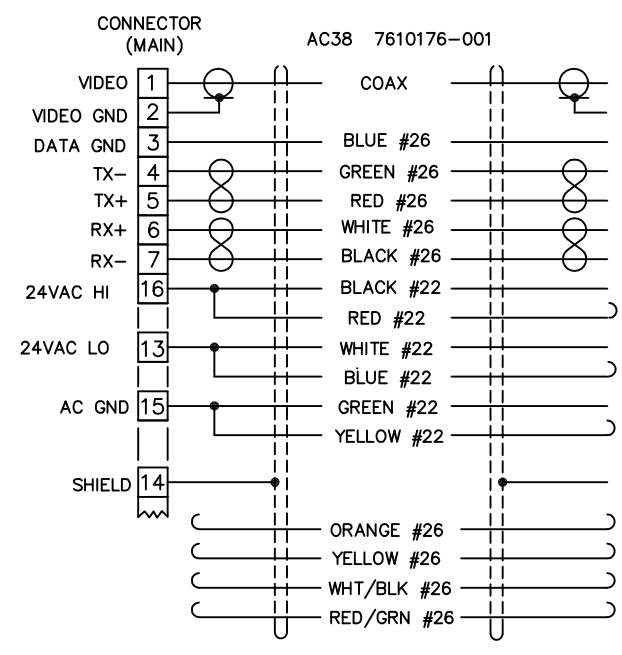 CONNECTOR
(MAIN)
AC38 7610176-001
VIDEO 1 COAX
VIDEO GND 2
DATA GND 3 BLUE #26
TX- 4 GREEN #26
TX+ 5 RED #26
RX+ 6 WHITE #26
RX- 7 BLACK #26
24VAC HI 16 BLACK #22
RED #22
24VAC LO 13 WHITE #22
BLUE #22
AC GND 15 GREEN #22
YELLOW #22
SHIELD 14
ORANGE #26
YELLOW #26
WHT/BLK #26
RED/GRN #26